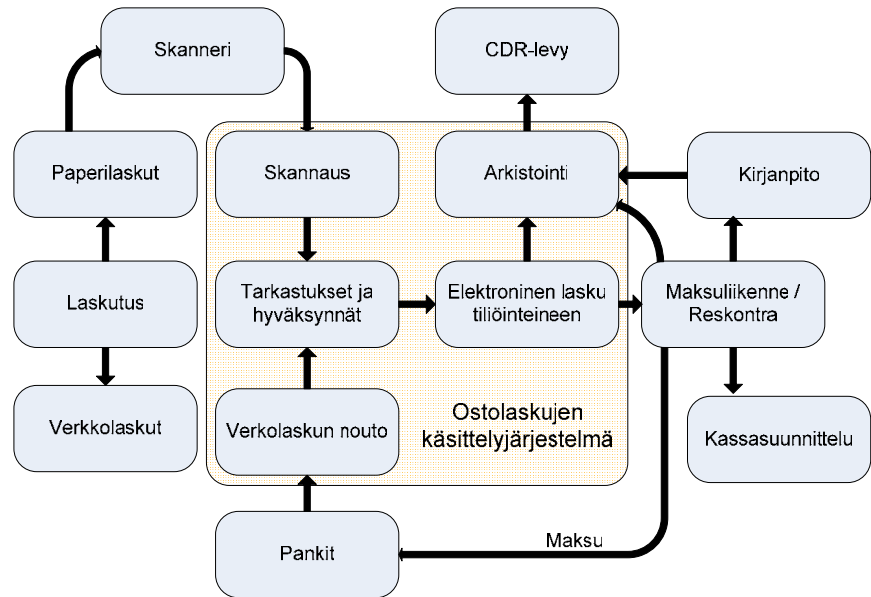 Skanneri
CDR-levy
Paperilaskut
Skannaus
Arkistointi
Kirjanpito
Laskutus
Tarkastukset ja
hyväksynnät
Elektroninen lasku
tiliöinteineen
Maksuliikenne /
Reskontra
Verkkolaskut
Verkolaskun nouto
Ostolaskujen
käsittelyjärjestelmä
Kassasuunnittelu
Pankit
Maksu